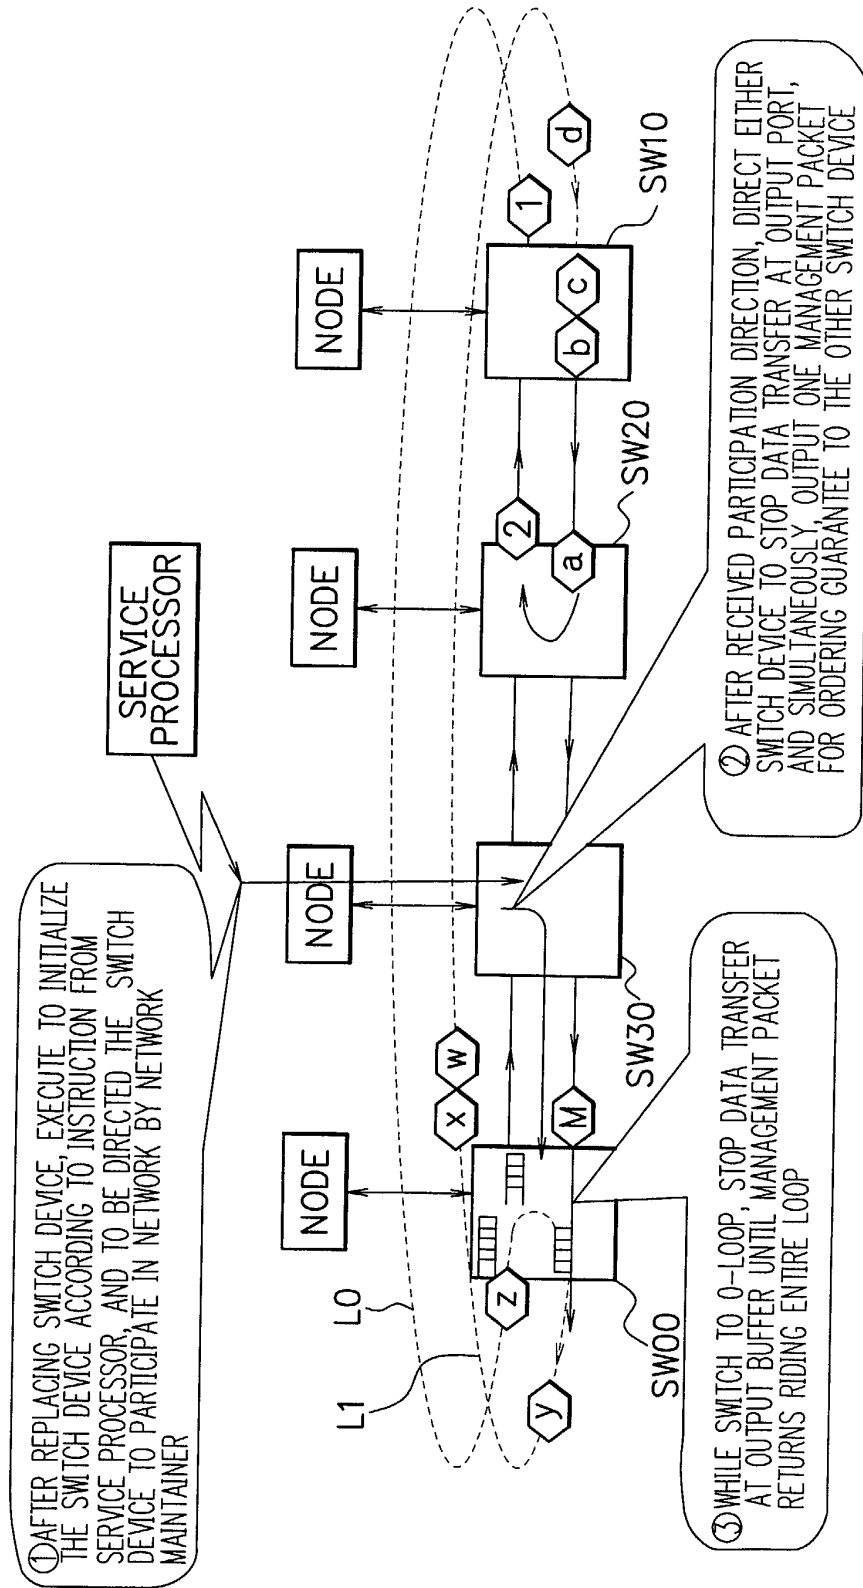 ①AFTER REPLACING SWITCH DEVICE, EXECUTE TO INITIALIZE
THE SWITCH DEVICE ACCORDING TO INSTRUCTION FROM
SERVICE PROCESSOR, AND TO BE DIRECTED THE SWITCH
DEVICE TO PARTICIPATE IN NETWORK BY NETWORK
MAINTAINER
SERVICE
PROCESSOR
NODE
NODE
NODE
NODE
L1
L0
x
w
z
y
M
2
a
1
b
c
d
SW00
SW30
SW20
SW10
③WHILE SWITCH TO 0-LOOP, STOP DATA TRANSFER
AT OUTPUT BUFFER UNTIL MANAGEMENT PACKET
RETURNS RIDING ENTIRE LOOP
②AFTER RECEIVED PARTICIPATION DIRECTION, DIRECT EITHER
SWITCH DEVICE TO STOP DATA TRANSFER AT OUTPUT PORT,
AND SIMULTANEOUSLY, OUTPUT ONE MANAGEMENT PACKET
FOR ORDERING GUARANTEE TO THE OTHER SWITCH DEVICE